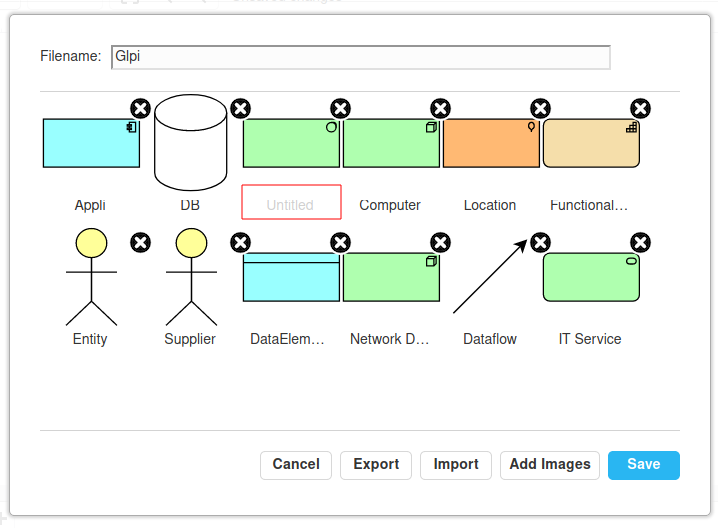 Filename: Glpi
Appli DB Untitled Computer Location Functional...
Entity Supplier DataElem... Network D... Dataflow IT Service
Cancel Export Import Add Images Save